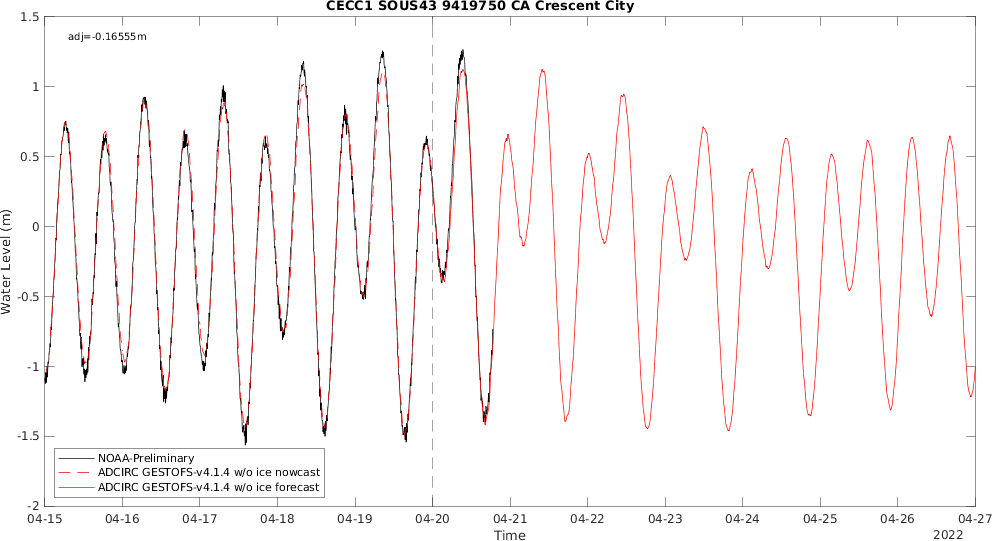 CECC1 SOUS43 9419750 CA Crescent City
adj=-0.16555m
1.5
1
0.5
0
-0.5
-1
-1.5
-2
Water Level (m)
NOAA-Preliminary
ADCIRC GESTOFS-v4.1.4 w/o ice nowcast
ADCIRC GESTOFS-v4.1.4 w/o ice forecast
04-15 04-16 04-17 04-18 04-19 04-20 04-21 04-22 04-23 04-24 04-25 04-26 04-27
Time
2022